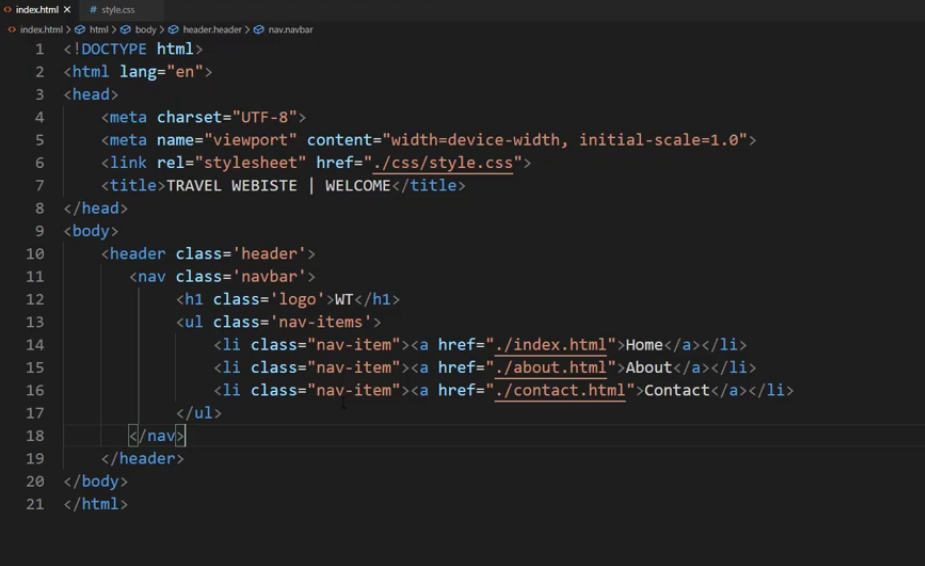 index.html × # style.css
index.html > html > body > header.header > nav.navbar
1 <!DOCTYPE html>
2 <html lang="en">
3 <head>
4     <meta charset="UTF-8">
5     <meta name="viewport" content="width=device-width, initial-scale=1.0">
6     <link rel="stylesheet" href="./css/style.css">
7     <title>TRAVEL WEBISTE | WELCOME</title>
8 </head>
9 <body>
10     <header class='header'>
11        <nav class='navbar'>
12             <h1 class='logo'>WT</h1>
13             <ul class='nav-items'>
14                 <li class="nav-item"><a href="./index.html">Home</a></li>
15                 <li class="nav-item"><a href="./about.html">About</a></li>
16                 <li class="nav-item"><a href="./contact.html">Contact</a></li>
17             </ul>
18        </nav>
19     </header>
20 </body>
21 </html>